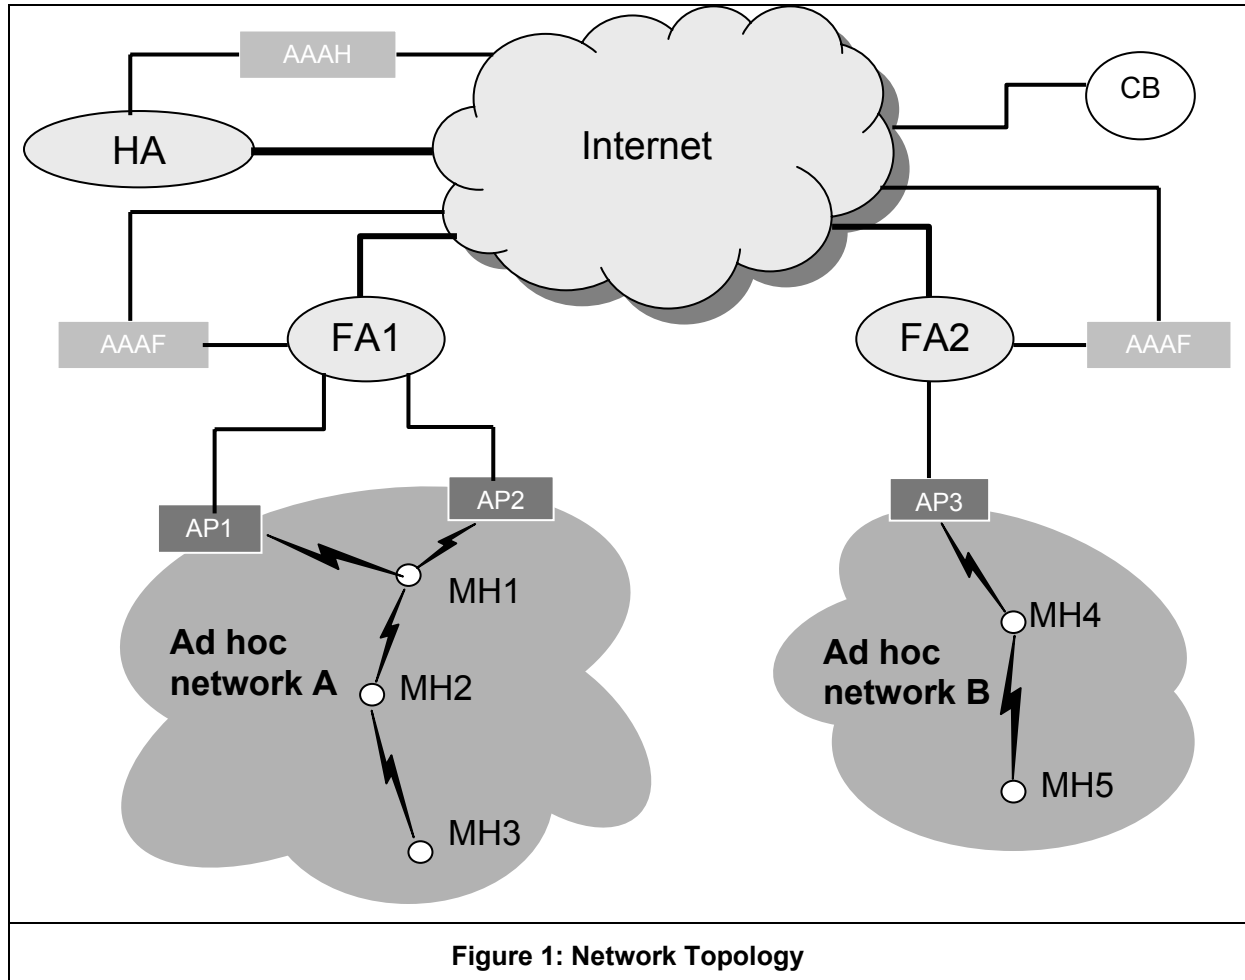 AAAH
CB
HA
Internet
AAAF
FA1
FA2
AAAF
AP1
AP2
AP3
MH1
Ad hoc
network A
MH2
MH3
MH4
Ad hoc
network B
MH5
Figure 1: Network Topology